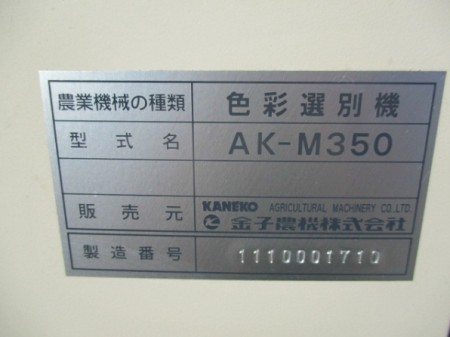 農業機械の種類 色彩選別機
型式名 AK-M350
販売元 KANEKO AGRICULTURAL MACHINERY CO.LTD.
金子農機株式会社
製造番号 1110001710